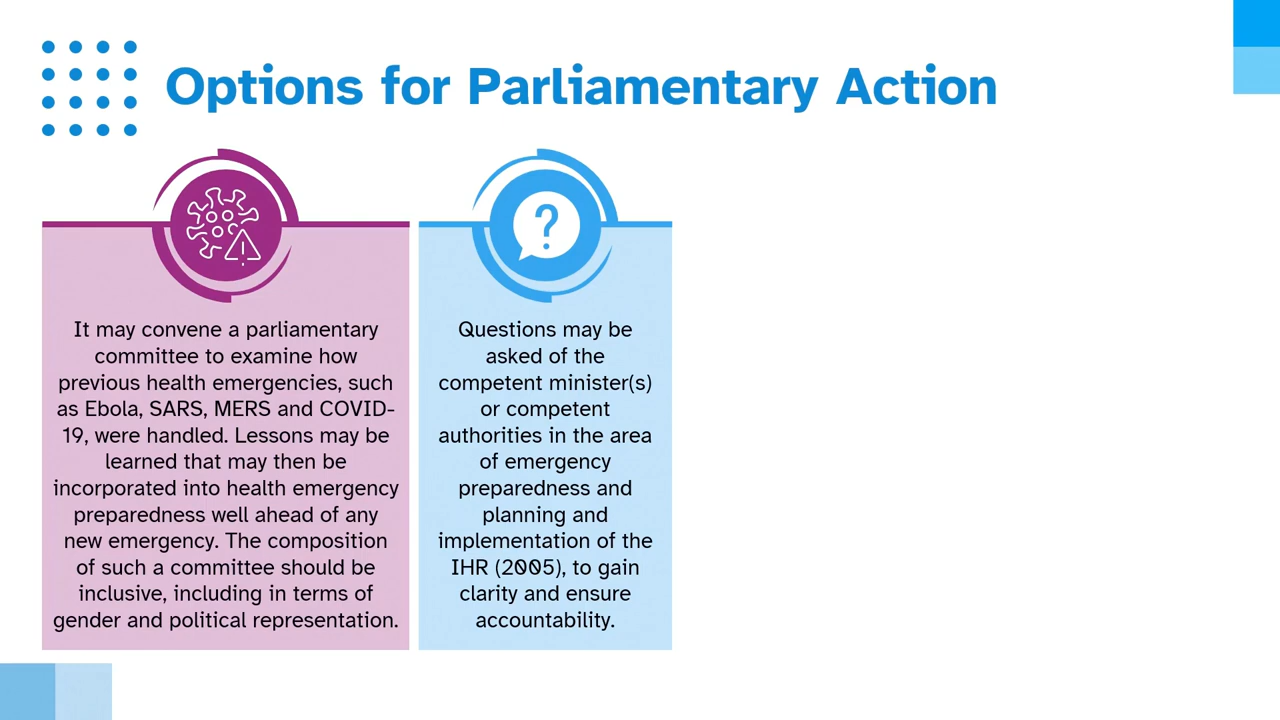 Options for Parliamentary Action
It may convene a parliamentary
committee to examine how
previous health emergencies, such
as Ebola, SARS, MERS and COVID-
19, were handled. Lessons may be
learned that may then be
incorporated into health emergency
preparedness well ahead of any
new emergency. The composition
of such a committee should be
inclusive, including in terms of
gender and political representation.
?
Questions may be
asked of the
competent minister(s)
or competent
authorities in the area
of emergency
preparedness and
planning and
implementation of the
IHR (2005), to gain
clarity and ensure
accountability.